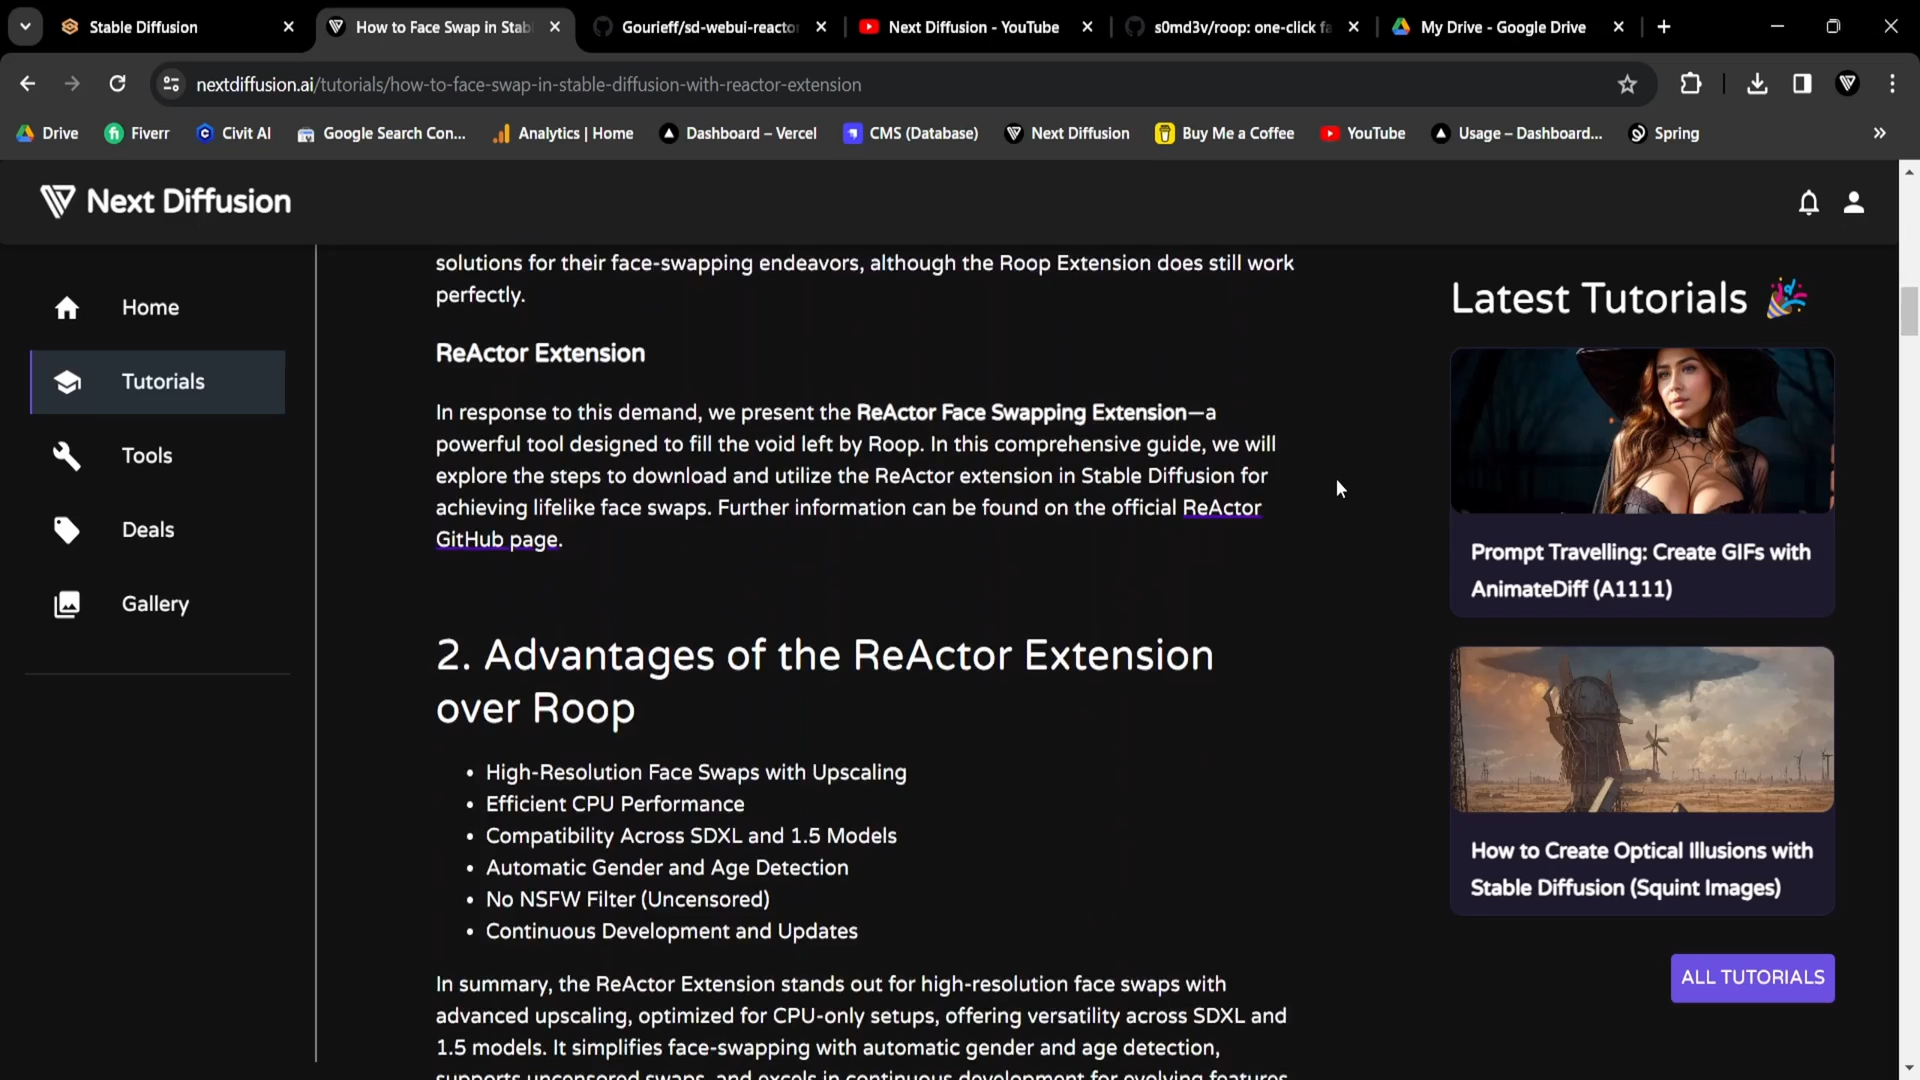 Stable Diffusion
How to Face Swap in Stab
Gourieff/sd-webui-reactor
Next Diffusion - YouTube
s0md3v/roop: one-click fa
My Drive - Google Drive
nextdiffusion.ai/tutorials/how-to-face-swap-in-stable-diffusion-with-reactor-extension
Drive
Fiverr
Civit AI
Google Search Con...
Analytics | Home
Dashboard – Vercel
CMS (Database)
Next Diffusion
Buy Me a Coffee
YouTube
Usage – Dashboard...
Spring
Next Diffusion
Home
Tutorials
Tools
Deals
Gallery
solutions for their face-swapping endeavors, although the Roop Extension does still work
perfectly.
ReActor Extension
In response to this demand, we present the ReActor Face Swapping Extension—a
powerful tool designed to fill the void left by Roop. In this comprehensive guide, we will
explore the steps to download and utilize the ReActor extension in Stable Diffusion for
achieving lifelike face swaps. Further information can be found on the official ReActor
GitHub page.
2. Advantages of the ReActor Extension
over Roop
• High-Resolution Face Swaps with Upscaling
• Efficient CPU Performance
• Compatibility Across SDXL and 1.5 Models
• Automatic Gender and Age Detection
• No NSFW Filter (Uncensored)
• Continuous Development and Updates
In summary, the ReActor Extension stands out for high-resolution face swaps with
advanced upscaling, optimized for CPU-only setups, offering versatility across SDXL and
1.5 models. It simplifies face-swapping with automatic gender and age detection,
supports uncensored swaps, and excels in continuous development for evolving features
Latest Tutorials
Prompt Travelling: Create GIFs with
AnimateDiff (A1111)
How to Create Optical Illusions with
Stable Diffusion (Squint Images)
ALL TUTORIALS